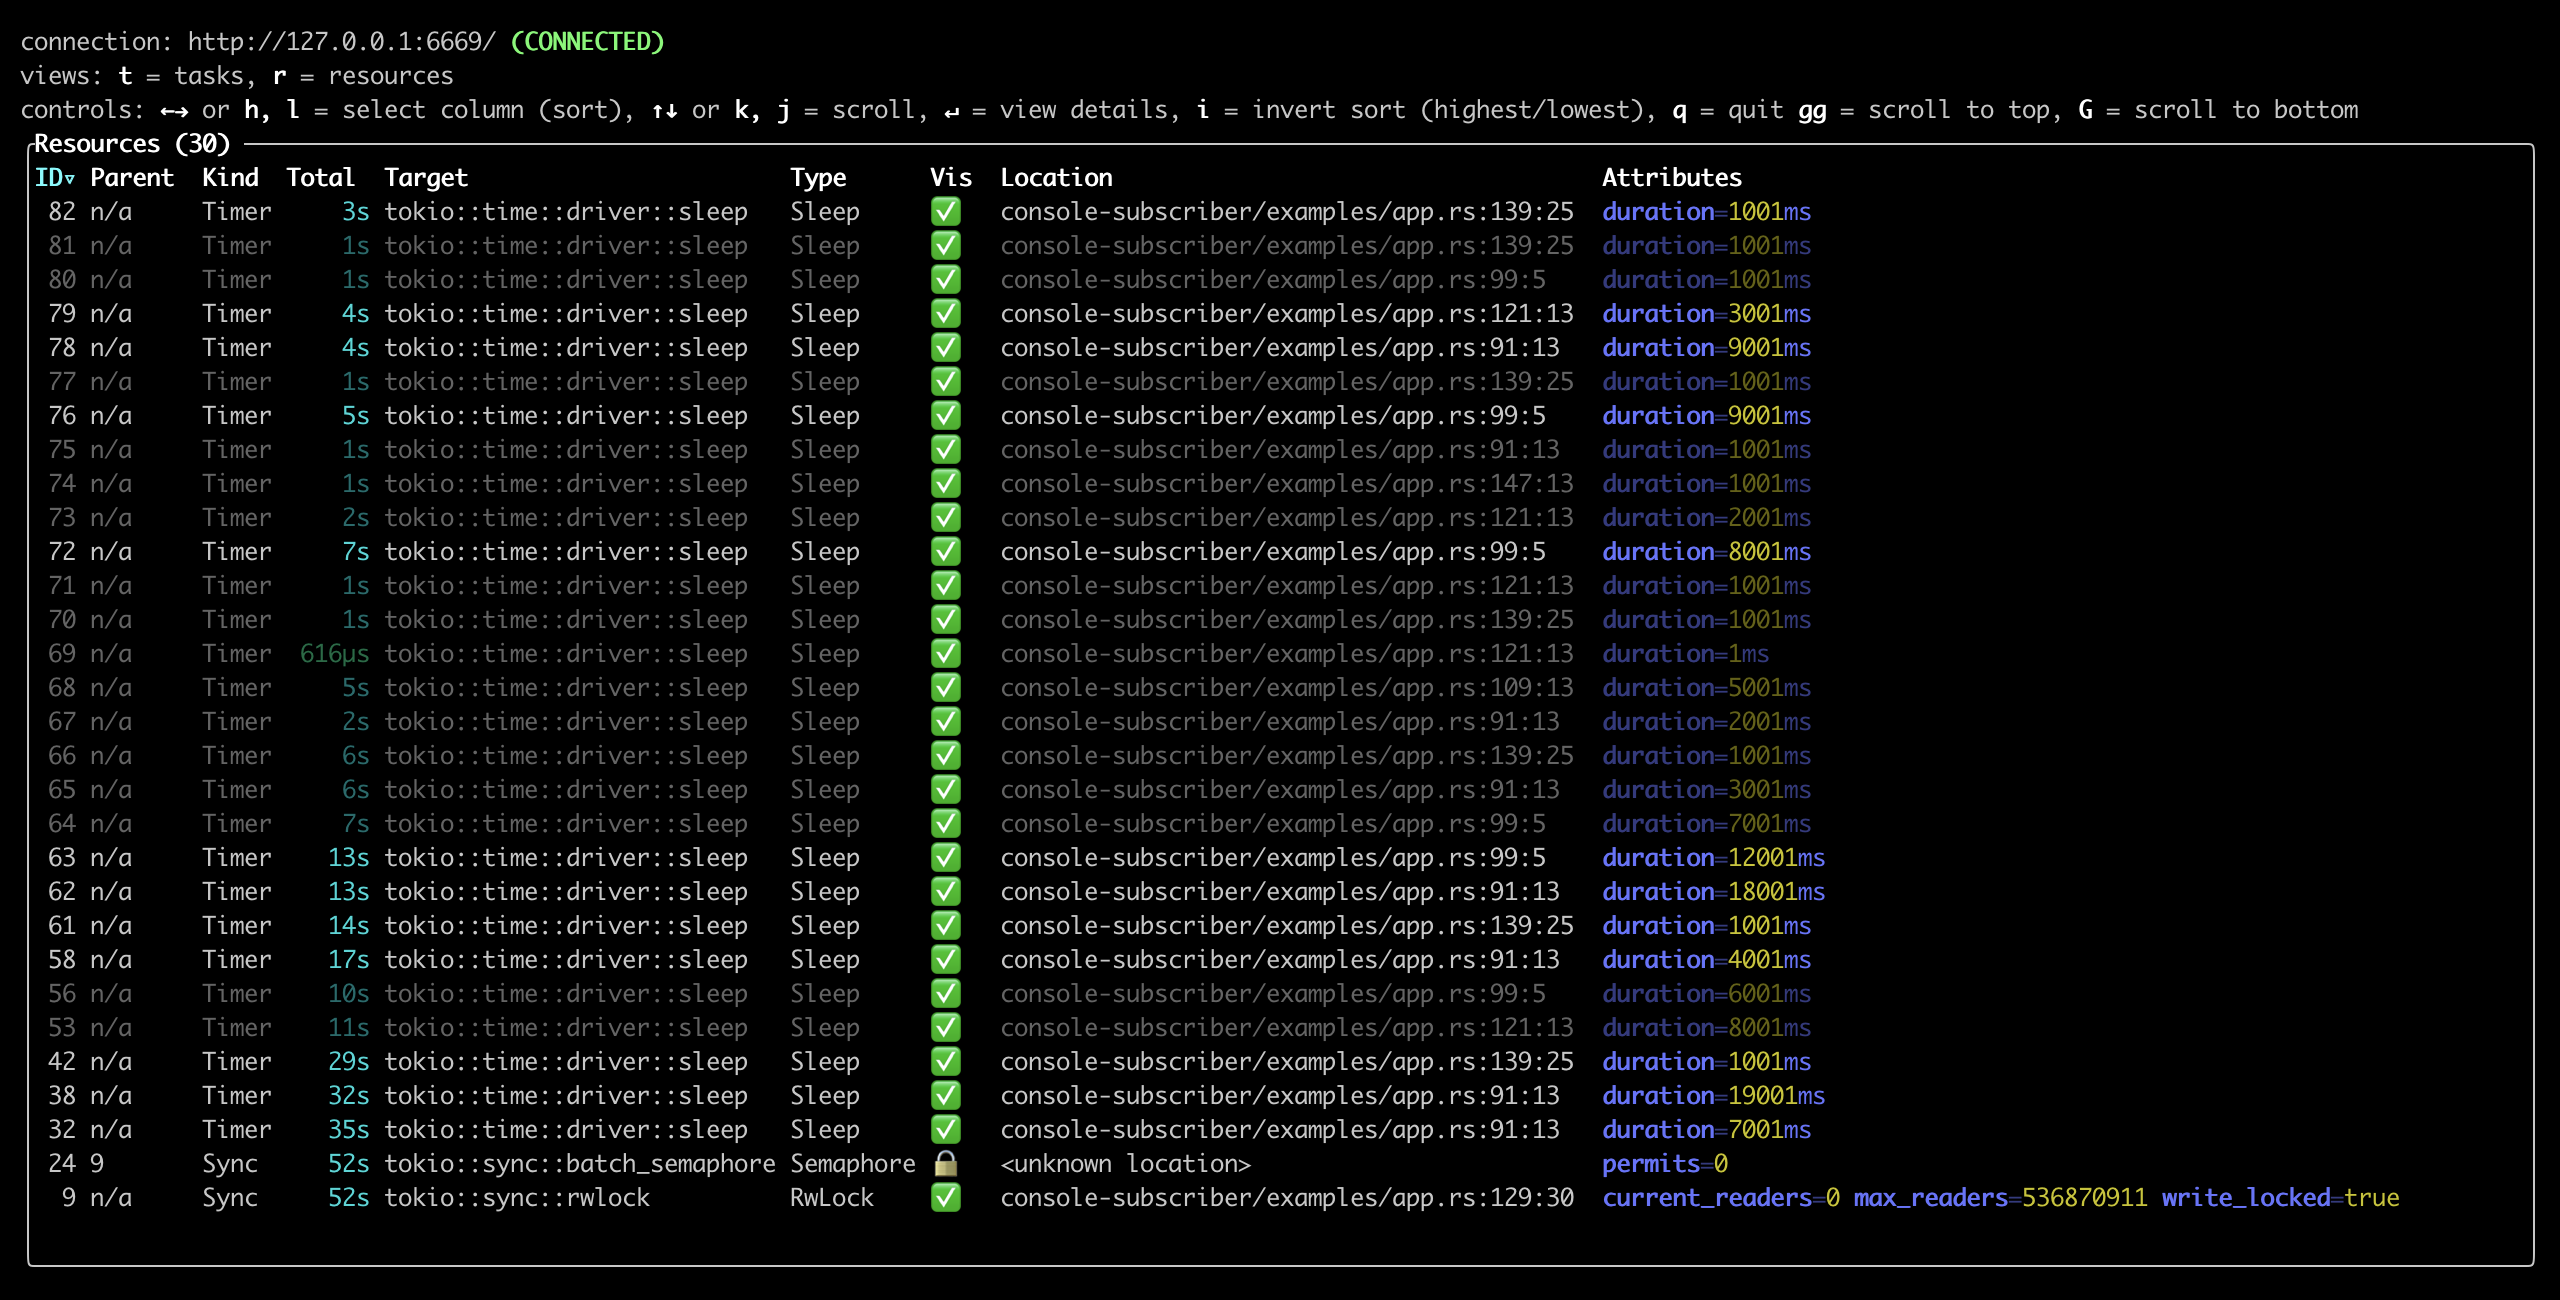 connection: http://127.0.0.1:6669/ (CONNECTED)
views: t = tasks, r = resources
controls: ←→ or h, l = select column (sort), ↑↓ or k, j = scroll, ↵ = view details, i = invert sort (highest/lowest), q = quit gg = scroll to top, G = scroll to bottom
Resources (30)
ID▿ Parent Kind Total Target Type Vis Location Attributes
82 n/a Timer 3s tokio::time::driver::sleep Sleep ✅ console-subscriber/examples/app.rs:139:25 duration=1001ms
81 n/a Timer 1s tokio::time::driver::sleep Sleep ✅ console-subscriber/examples/app.rs:139:25 duration=1001ms
80 n/a Timer 1s tokio::time::driver::sleep Sleep ✅ console-subscriber/examples/app.rs:99:5 duration=1001ms
79 n/a Timer 4s tokio::time::driver::sleep Sleep ✅ console-subscriber/examples/app.rs:121:13 duration=3001ms
78 n/a Timer 4s tokio::time::driver::sleep Sleep ✅ console-subscriber/examples/app.rs:91:13 duration=9001ms
77 n/a Timer 1s tokio::time::driver::sleep Sleep ✅ console-subscriber/examples/app.rs:139:25 duration=1001ms
76 n/a Timer 5s tokio::time::driver::sleep Sleep ✅ console-subscriber/examples/app.rs:99:5 duration=9001ms
75 n/a Timer 1s tokio::time::driver::sleep Sleep ✅ console-subscriber/examples/app.rs:91:13 duration=1001ms
74 n/a Timer 1s tokio::time::driver::sleep Sleep ✅ console-subscriber/examples/app.rs:147:13 duration=1001ms
73 n/a Timer 2s tokio::time::driver::sleep Sleep ✅ console-subscriber/examples/app.rs:121:13 duration=2001ms
72 n/a Timer 7s tokio::time::driver::sleep Sleep ✅ console-subscriber/examples/app.rs:99:5 duration=8001ms
71 n/a Timer 1s tokio::time::driver::sleep Sleep ✅ console-subscriber/examples/app.rs:121:13 duration=1001ms
70 n/a Timer 1s tokio::time::driver::sleep Sleep ✅ console-subscriber/examples/app.rs:139:25 duration=1001ms
69 n/a Timer 616µs tokio::time::driver::sleep Sleep ✅ console-subscriber/examples/app.rs:121:13 duration=1ms
68 n/a Timer 5s tokio::time::driver::sleep Sleep ✅ console-subscriber/examples/app.rs:109:13 duration=5001ms
67 n/a Timer 2s tokio::time::driver::sleep Sleep ✅ console-subscriber/examples/app.rs:91:13 duration=2001ms
66 n/a Timer 6s tokio::time::driver::sleep Sleep ✅ console-subscriber/examples/app.rs:139:25 duration=1001ms
65 n/a Timer 6s tokio::time::driver::sleep Sleep ✅ console-subscriber/examples/app.rs:91:13 duration=3001ms
64 n/a Timer 7s tokio::time::driver::sleep Sleep ✅ console-subscriber/examples/app.rs:99:5 duration=7001ms
63 n/a Timer 13s tokio::time::driver::sleep Sleep ✅ console-subscriber/examples/app.rs:99:5 duration=12001ms
62 n/a Timer 13s tokio::time::driver::sleep Sleep ✅ console-subscriber/examples/app.rs:91:13 duration=18001ms
61 n/a Timer 14s tokio::time::driver::sleep Sleep ✅ console-subscriber/examples/app.rs:139:25 duration=1001ms
58 n/a Timer 17s tokio::time::driver::sleep Sleep ✅ console-subscriber/examples/app.rs:91:13 duration=4001ms
56 n/a Timer 10s tokio::time::driver::sleep Sleep ✅ console-subscriber/examples/app.rs:99:5 duration=6001ms
53 n/a Timer 11s tokio::time::driver::sleep Sleep ✅ console-subscriber/examples/app.rs:121:13 duration=8001ms
42 n/a Timer 29s tokio::time::driver::sleep Sleep ✅ console-subscriber/examples/app.rs:139:25 duration=1001ms
38 n/a Timer 32s tokio::time::driver::sleep Sleep ✅ console-subscriber/examples/app.rs:91:13 duration=19001ms
32 n/a Timer 35s tokio::time::driver::sleep Sleep ✅ console-subscriber/examples/app.rs:91:13 duration=7001ms
24 9 Sync 52s tokio::sync::batch_semaphore Semaphore 🔒 <unknown location> permits=0
9 n/a Sync 52s tokio::sync::rwlock RwLock ✅ console-subscriber/examples/app.rs:129:30 current_readers=0 max_readers=536870911 write_locked=true